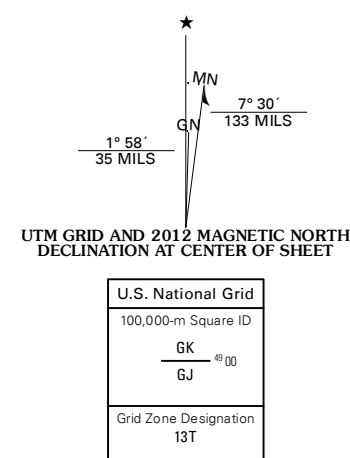 ★
MN
7° 30´
133 MILS
GN
1° 58´
35 MILS
UTM GRID AND 2012 MAGNETIC NORTH
DECLINATION AT CENTER OF SHEET
U.S. National Grid
100,000-m Square ID
GK
49 00
GJ
Grid Zone Designation
13T